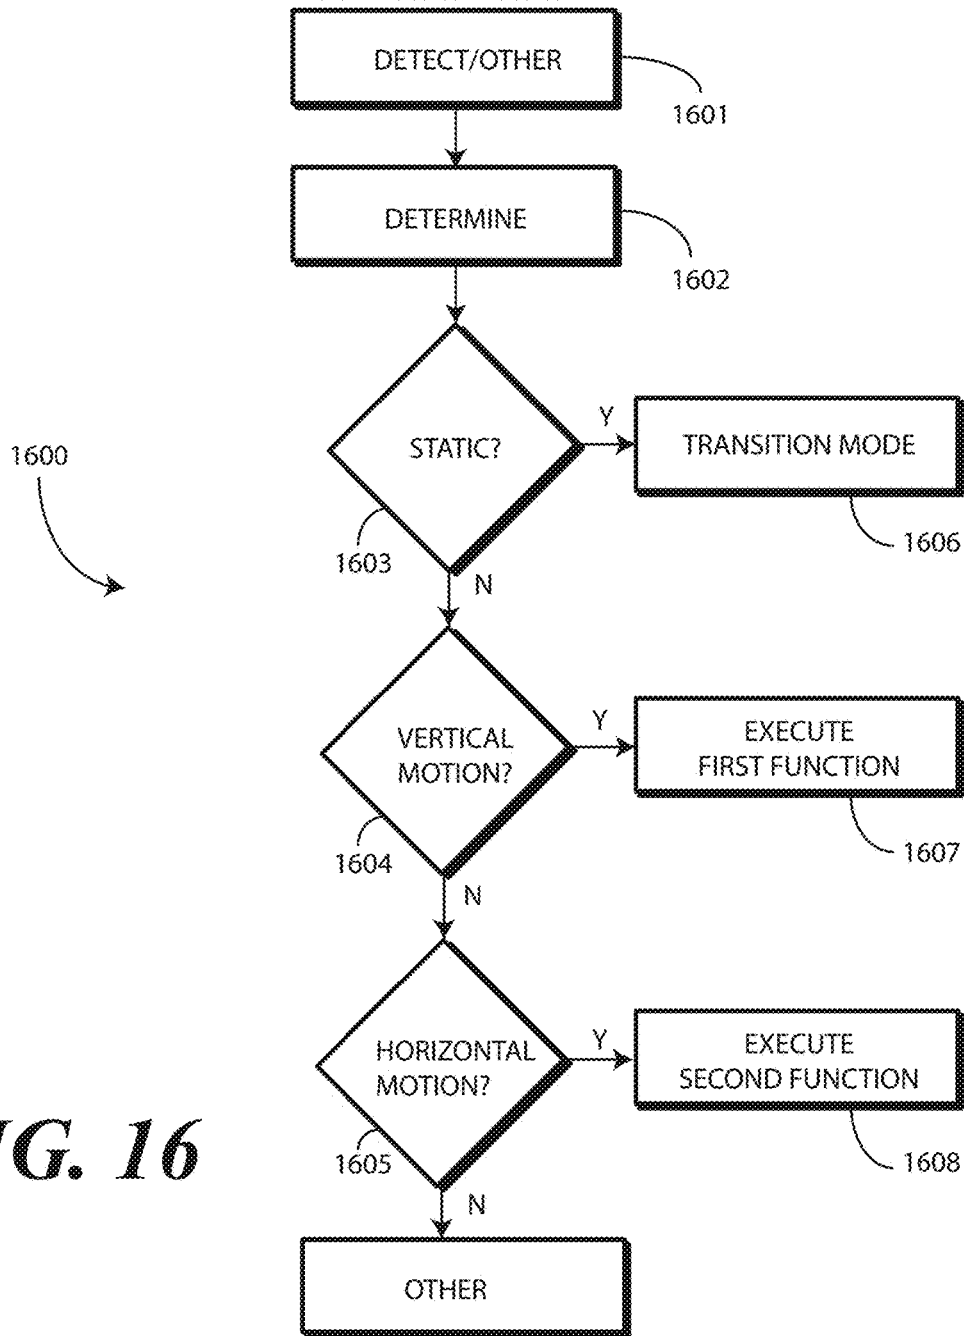 DETECT/OTHER
1601
DETERMINE
1602
STATIC?
Y
TRANSITION MODE
1600
1603
1606
N
VERTICAL
MOTION?
Y
EXECUTE
FIRST FUNCTION
1604
1607
N
HORIZONTAL
MOTION?
Y
EXECUTE
SECOND FUNCTION
1605
1608
G. 16
N
OTHER